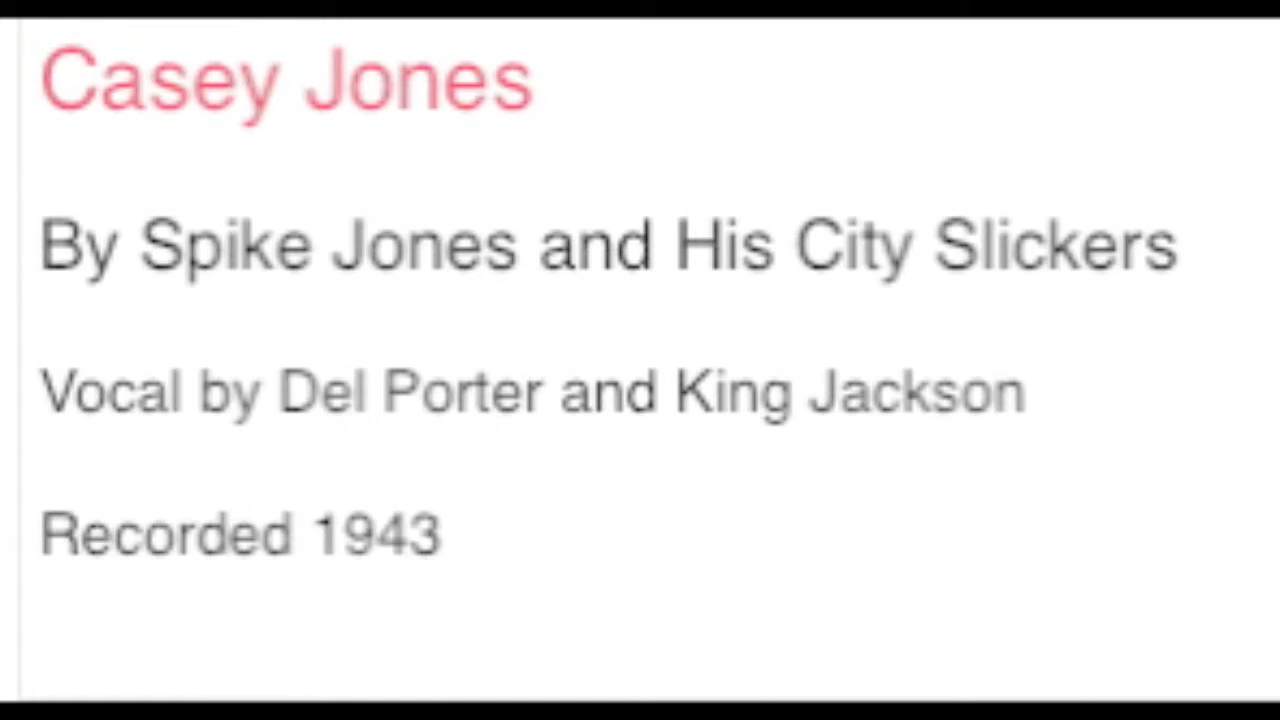 Casey Jones
By Spike Jones and His City Slickers
Vocal by Del Porter and King Jackson
Recorded 1943